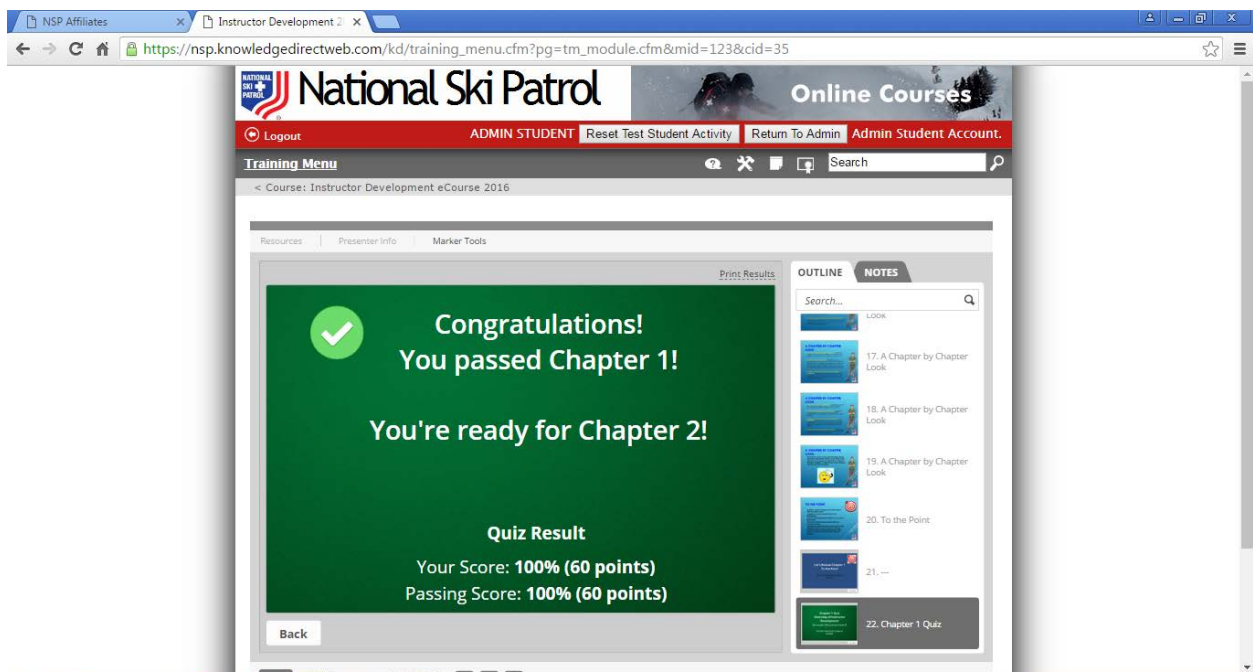 NSP Affiliates
Instructor Development 2
https://nsp.knowledgedirectweb.com/kd/training_menu.cfm?pg=tm_module.cfm&mid=123&cid=35
NATIONAL
SKI
PATROL
National Ski Patrol
Online Courses
Logout
ADMIN STUDENT
Reset Test Student Activity
Return To Admin
Admin Student Account.
Training Menu
Search
< Course: Instructor Development eCourse 2016
Resources
Presenter Info
Marker Tools
Print Results
Congratulations!
You passed Chapter 1!
You're ready for Chapter 2!
Quiz Result
Your Score: 100% (60 points)
Passing Score: 100% (60 points)
Back
OUTLINE
NOTES
Search...
Look
17. A Chapter by Chapter
Look
18. A Chapter by Chapter
Look
19. A Chapter by Chapter
Look
20. To the Point
21. ---
22. Chapter 1 Quiz